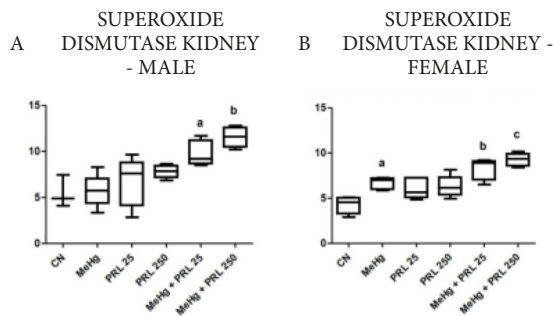 A
SUPEROXIDE
DISMUTASE KIDNEY
- MALE
15
10
5
0
a
b
CN
MeHg
PRL 25
PRL 250
MeHg + PRL 25
MeHg + PRL 250
B
SUPEROXIDE
DISMUTASE KIDNEY -
FEMALE
15
10
5
0
a
b
c
CN
MeHg
PRL 25
PRL 250
MeHg + PRL 25
MeHg + PRL 250